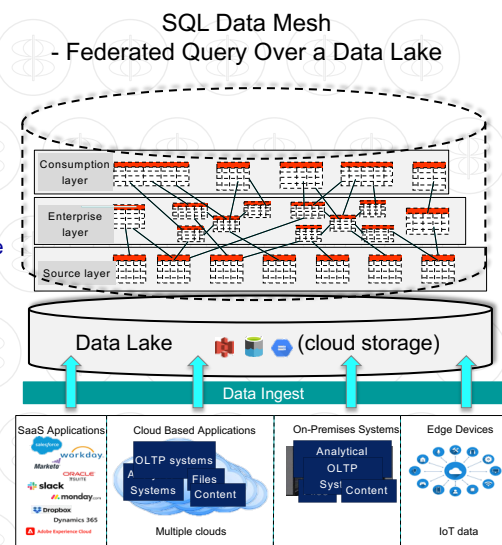 SQL Data Mesh
- Federated Query Over a Data Lake
Consumption
layer
Enterprise
layer
e
Source layer
Data Lake
(cloud storage)
Data Ingest
SaaS Applications
salesforce
workday
Marketo
ORACLE
NSUITE
slack
monday.com
Dropbox
Dynamics 365
Adobe Experience Cloud
Cloud Based Applications
OLTP systems
Systems
Files
Content
Multiple clouds
On-Premises Systems
Analytical
OLTP
Content
Edge Devices
IoT data